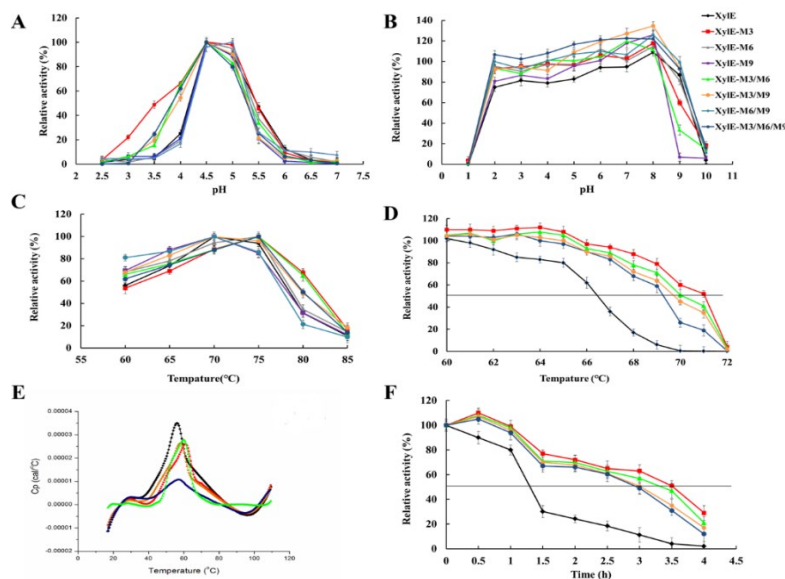 A
Relative activity (%)
120
100
80
60
40
20
0
2 2.5 3 3.5 4 4.5 5 5.5 6 6.5 7 7.5
pH
B
Relative activity (%)
140
120
100
80
60
40
20
0
0 1 2 3 4 5 6 7 8 9 10 11
pH
XylE
XylE-M3
XylE-M6
XylE-M9
XylE-M3/M6
XylE-M3/M9
XylE-M6/M9
XylE-M3/M6/M9
C
Relative activity (%)
120
100
80
60
40
20
0
55 60 65 70 75 80 85
Tempature(°C)
D
Relative activity (%)
120
100
80
60
40
20
0
60 62 64 66 68 70 72
Tempature (°C)
E
Cp (cal/°C)
0.00004
0.00003
0.00002
0.00001
0.00000
-0.00001
-0.00002
0 20 40 60 80 100 120
Temperature (°C)
F
Relative activity (%)
120
100
80
60
40
20
0
0 0.5 1 1.5 2 2.5 3 3.5 4 4.5
Time (h)